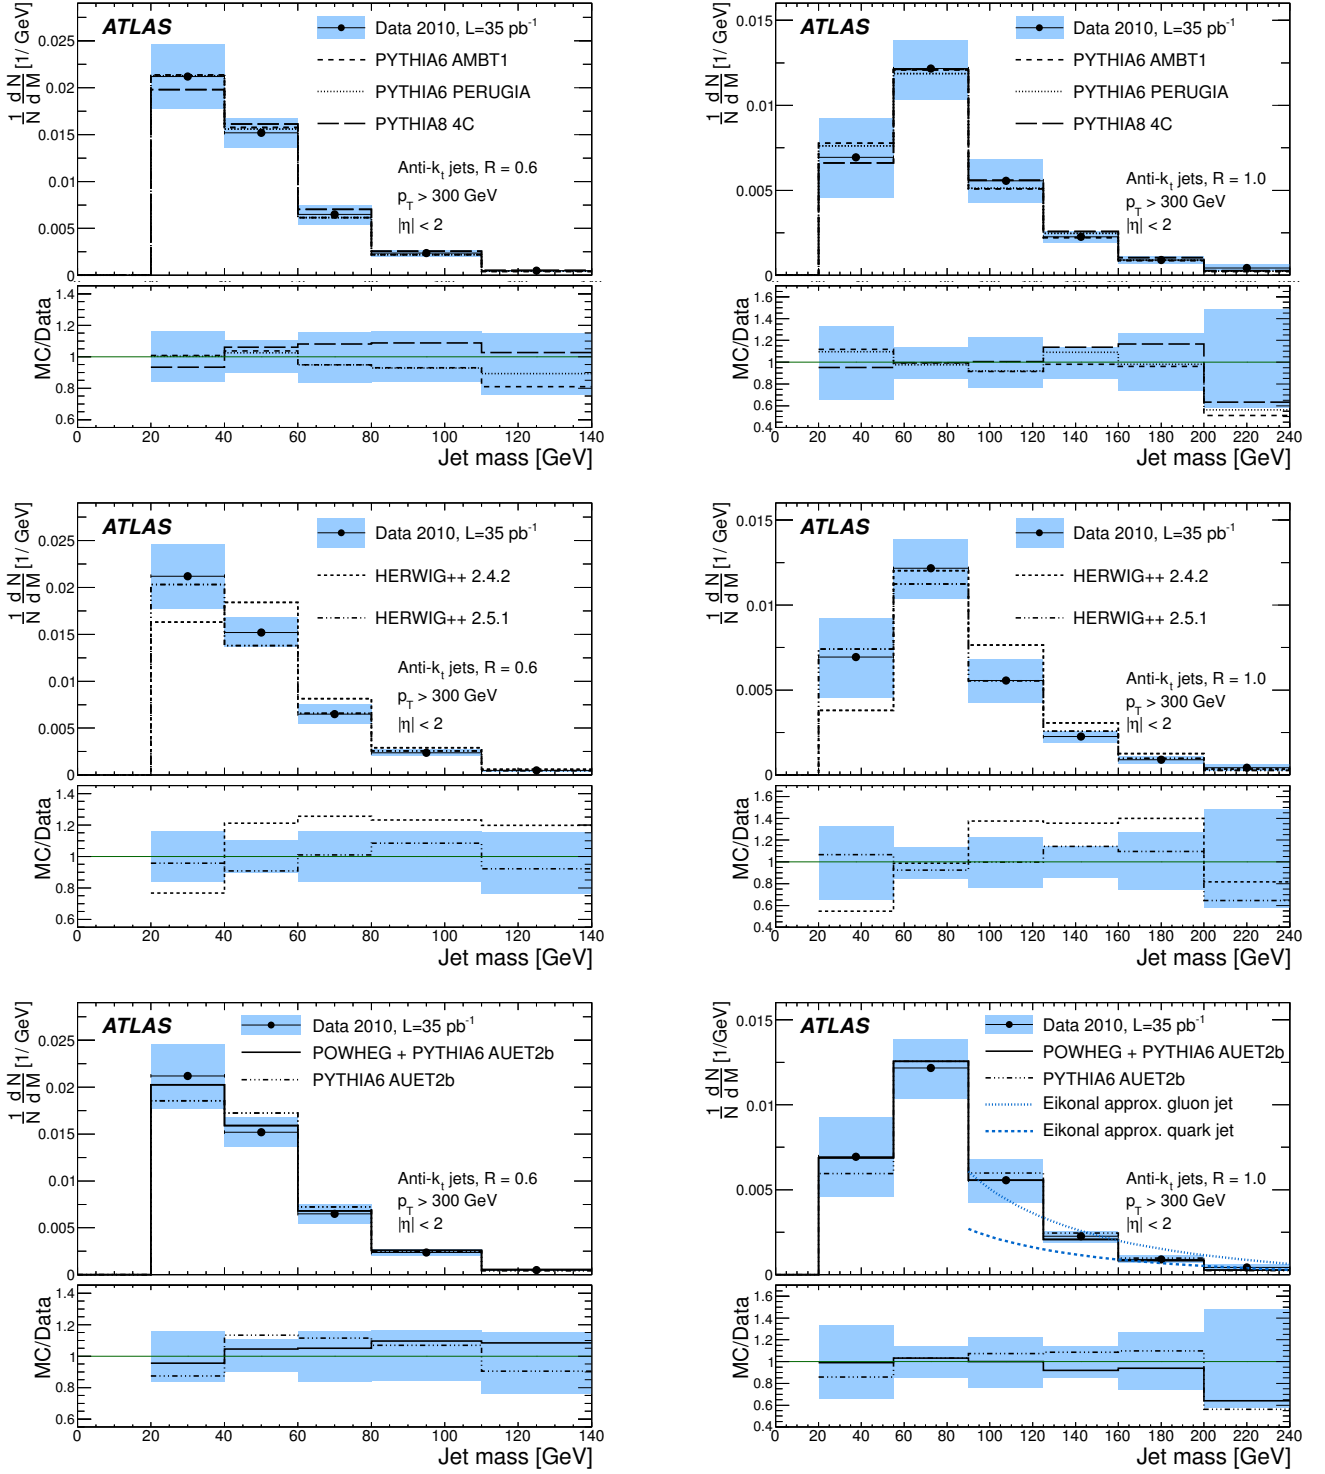 ATLAS
Data 2010, L=35 pb-1
PYTHIA6 AMBT1
PYTHIA6 PERUGIA
PYTHIA8 4C
Anti-kt jets, R = 0.6
pT > 300 GeV
|η| < 2
1/N dN/dM [1/ GeV]
0.025
0.02
0.015
0.01
0.005
0
MC/Data
1.4
1.2
1
0.8
0.6
0 20 40 60 80 100 120 140
Jet mass [GeV]
ATLAS
Data 2010, L=35 pb-1
PYTHIA6 AMBT1
PYTHIA6 PERUGIA
PYTHIA8 4C
Anti-kt jets, R = 1.0
pT > 300 GeV
|η| < 2
1/N dN/dM [1/ GeV]
0.015
0.01
0.005
0
MC/Data
1.6
1.4
1.2
1
0.8
0.6
0.4
0 20 40 60 80 100 120 140 160 180 200 220 240
Jet mass [GeV]
ATLAS
Data 2010, L=35 pb-1
HERWIG++ 2.4.2
HERWIG++ 2.5.1
Anti-kt jets, R = 0.6
pT > 300 GeV
|η| < 2
1/N dN/dM [1/ GeV]
0.025
0.02
0.015
0.01
0.005
0
MC/Data
1.4
1.2
1
0.8
0.6
0 20 40 60 80 100 120 140
Jet mass [GeV]
ATLAS
Data 2010, L=35 pb-1
HERWIG++ 2.4.2
HERWIG++ 2.5.1
Anti-kt jets, R = 1.0
pT > 300 GeV
|η| < 2
1/N dN/dM [1/ GeV]
0.015
0.01
0.005
0
MC/Data
1.6
1.4
1.2
1
0.8
0.6
0.4
0 20 40 60 80 100 120 140 160 180 200 220 240
Jet mass [GeV]
ATLAS
Data 2010, L=35 pb-1
POWHEG + PYTHIA6 AUET2b
PYTHIA6 AUET2b
Anti-kt jets, R = 0.6
pT > 300 GeV
|η| < 2
1/N dN/dM [1/GeV]
0.025
0.02
0.015
0.01
0.005
0
MC/Data
1.4
1.2
1
0.8
0.6
0 20 40 60 80 100 120 140
Jet mass [GeV]
ATLAS
Data 2010, L=35 pb-1
POWHEG + PYTHIA6 AUET2b
PYTHIA6 AUET2b
Eikonal approx. gluon jet
Eikonal approx. quark jet
Anti-kt jets, R = 1.0
pT > 300 GeV
|η| < 2
1/N dN/dM [1/GeV]
0.015
0.01
0.005
0
MC/Data
1.6
1.4
1.2
1
0.8
0.6
0.4
0 20 40 60 80 100 120 140 160 180 200 220 240
Jet mass [GeV]